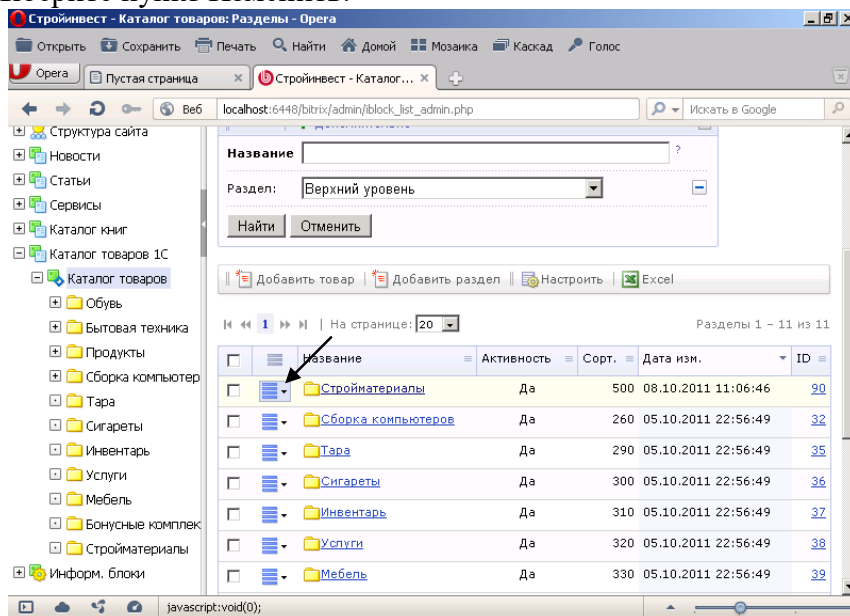 Стройинвест - Каталог товаров: Разделы - Opera
Открыть Сохранить Печать Найти Домой Мозаика Каскад Голос
Opera Пустая страница Стройинвест - Каталог...
Веб localhost:6448/bitrix/admin/iblock_list_admin.php Искать в Google
Структура сайта
Новости
Статьи
Сервисы
Каталог книг
Каталог товаров 1С
Каталог товаров
Обувь
Бытовая техника
Продукты
Сборка компьютер
Тара
Сигареты
Инвентарь
Услуги
Мебель
Бонусные комплек
Стройматериалы
Информ. блоки
Название ?
Раздел: Верхний уровень
Найти Отменить
Добавить товар Добавить раздел Настроить Excel
1 На странице: 20 Разделы 1 – 11 из 11
Название Активность Сорт. Дата изм. ID
Стройматериалы Да 500 08.10.2011 11:06:46 90
Сборка компьютеров Да 260 05.10.2011 22:56:49 32
Тара Да 290 05.10.2011 22:56:49 35
Сигареты Да 300 05.10.2011 22:56:49 36
Инвентарь Да 310 05.10.2011 22:56:49 37
Услуги Да 320 05.10.2011 22:56:49 38
Мебель Да 330 05.10.2011 22:56:49 39
javascript:void(0);